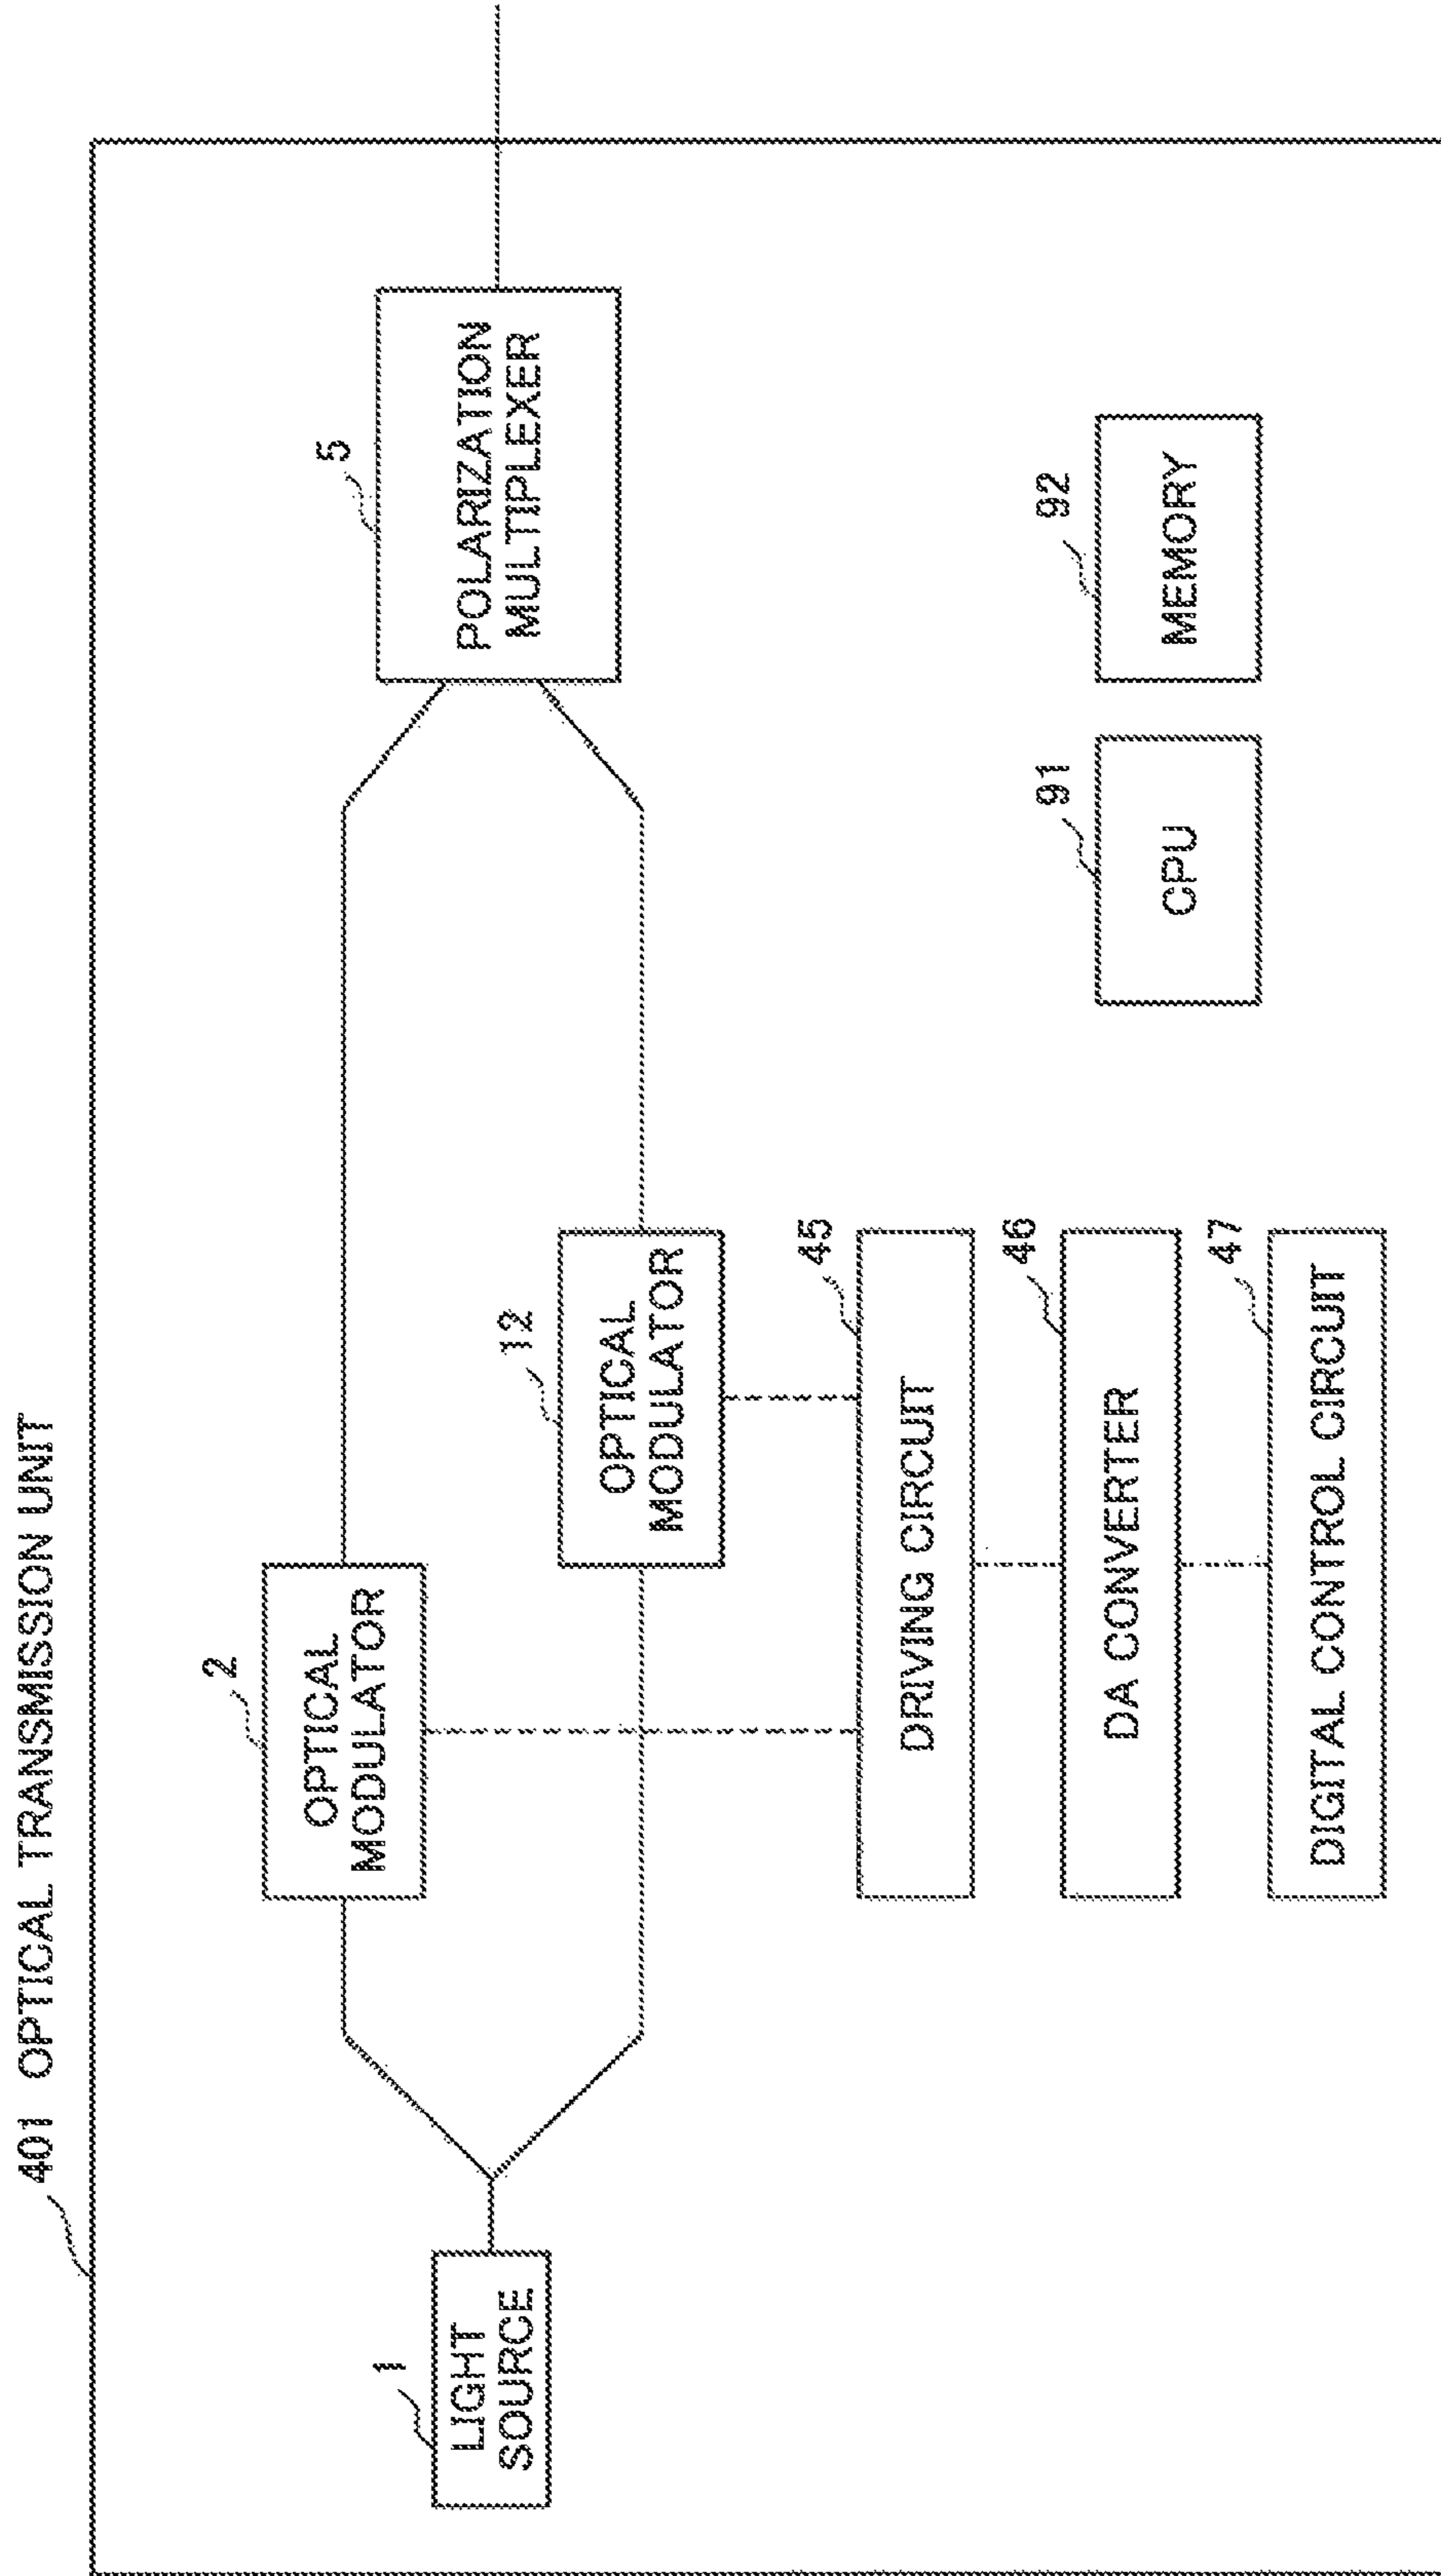 401 OPTICAL TRANSMISSION UNIT
2
OPTICAL
MODULATOR
5
POLARIZATION
MULTIPLEXER
1
LIGHT
SOURCE
12
OPTICAL
MODULATOR
45
DRIVING CIRCUIT
46
DA CONVERTER
47
DIGITAL CONTROL CIRCUIT
91
CPU
92
MEMORY